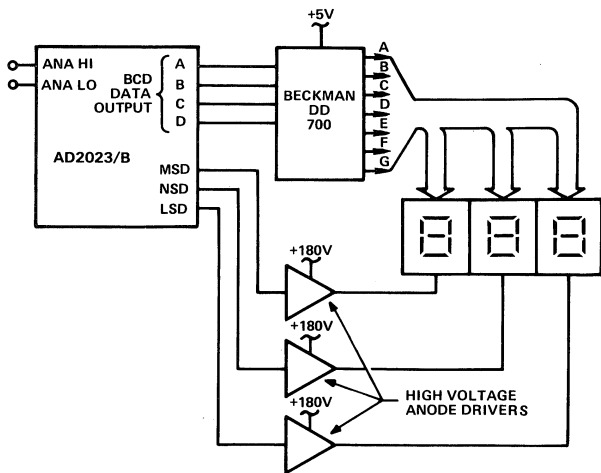 +5V
ANA HI
ANA LO
BCD
DATA
OUTPUT
A
B
C
D
AD2023/B
MSD
NSD
LSD
BECKMAN
DD
700
A
B
C
D
E
F
G
+180V
+180V
+180V
HIGH VOLTAGE
ANODE DRIVERS